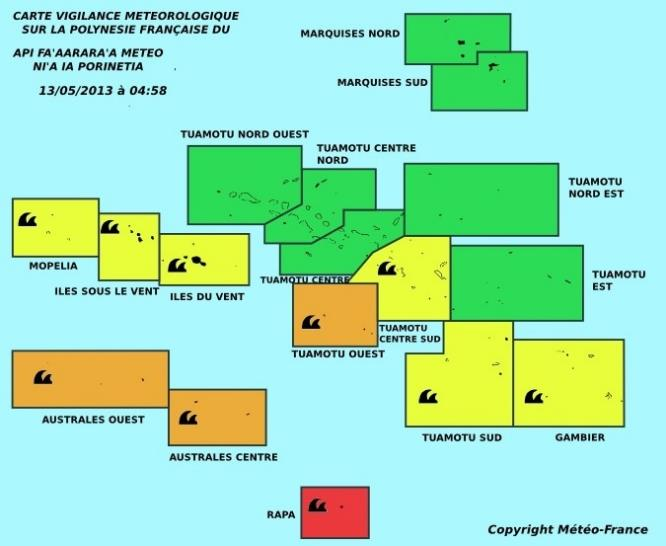 CARTE VIGILANCE METEOROLOGIQUE
SUR LA POLYNESIE FRANÇAISE DU
API FA'AARARA'A METEO
NI'A IA PORINETIA
13/05/2013 à 04:58
MARQUISES NORD
MARQUISES SUD
TUAMOTU NORD OUEST
TUAMOTU CENTRE
NORD
TUAMOTU
NORD EST
MOPELIA
ILES SOUS LE VENT
ILES DU VENT
TUAMOTU CENTRE
TUAMOTU
EST
TUAMOTU
CENTRE SUD
TUAMOTU OUEST
AUSTRALES OUEST
AUSTRALES CENTRE
TUAMOTU SUD
GAMBIER
RAPA
Copyright Météo-France